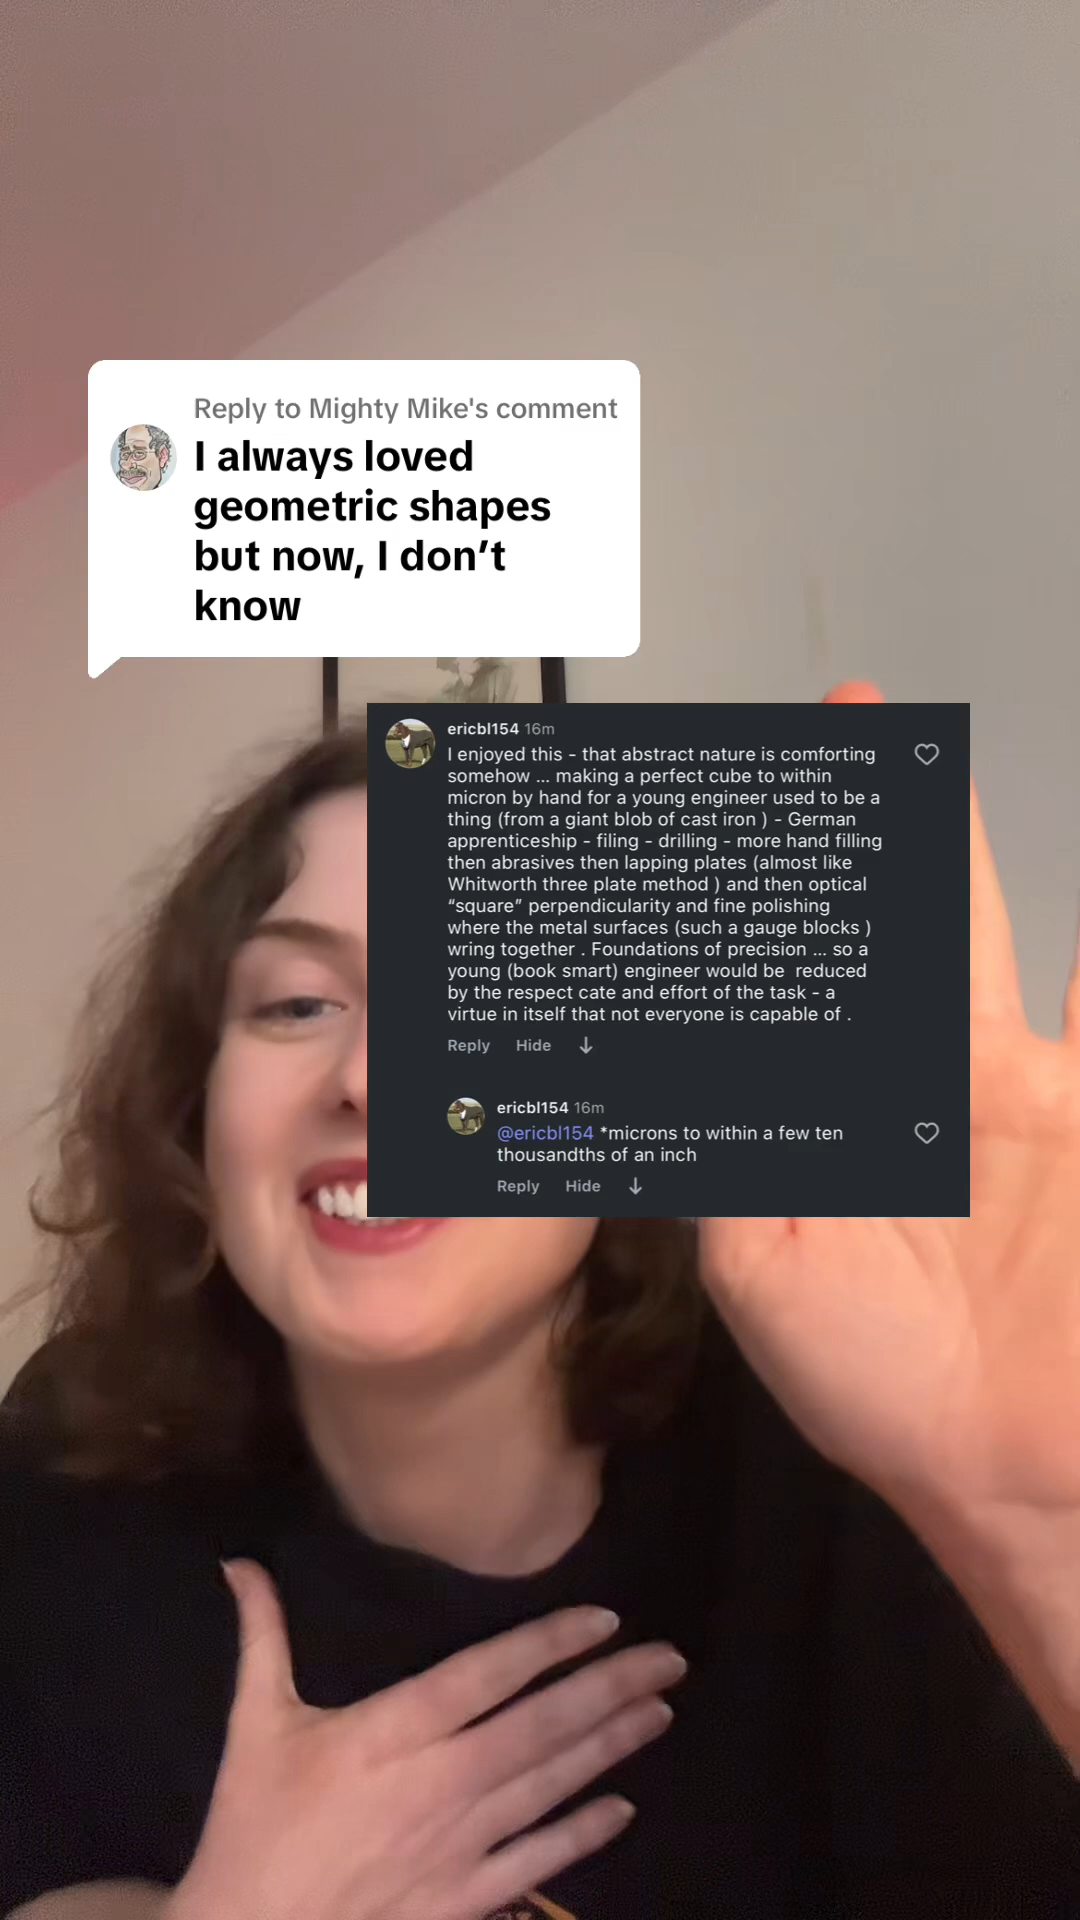 Reply to Mighty Mike's comment
I always loved
geometric shapes
but now, I don’t
know
ericbl154 16m
I enjoyed this - that abstract nature is comforting
somehow ... making a perfect cube to within
micron by hand for a young engineer used to be a
thing (from a giant blob of cast iron ) - German
apprenticeship - filing - drilling - more hand filling
then abrasives then lapping plates (almost like
Whitworth three plate method ) and then optical
“square” perpendicularity and fine polishing
where the metal surfaces (such a gauge blocks )
wring together . Foundations of precision ... so a
young (book smart) engineer would be  reduced
by the respect cate and effort of the task - a
virtue in itself that not everyone is capable of .
Reply Hide
ericbl154 16m
@ericbl154 *microns to within a few ten
thousandths of an inch
Reply Hide